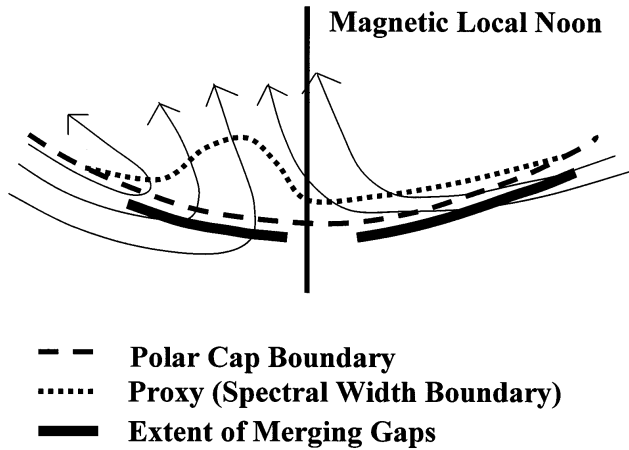 Magnetic Local Noon
Polar Cap Boundary
Proxy (Spectral Width Boundary)
Extent of Merging Gaps